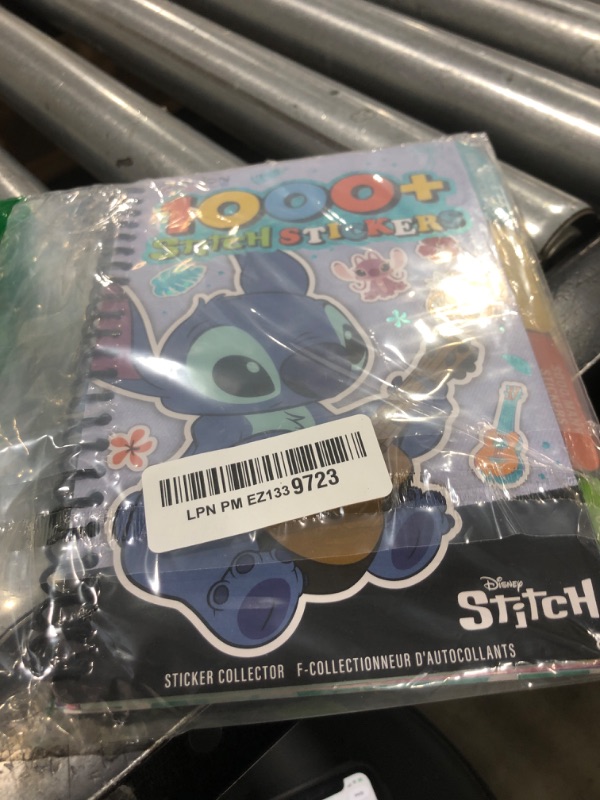 1000+
STITCH STICKERS
LPN PM EZ133 9723
DISNEY
STITCH
STICKER COLLECTOR F-COLLECTIONNEUR D'AUTOCOLLANTS